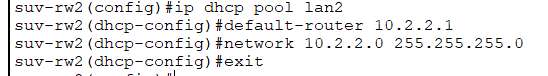 suv-rw2(config)#ip dhcp pool lan2
suv-rw2(dhcp-config)#default-router 10.2.2.1
suv-rw2(dhcp-config)#network 10.2.2.0 255.255.255.0
suv-rw2(dhcp-config)#exit